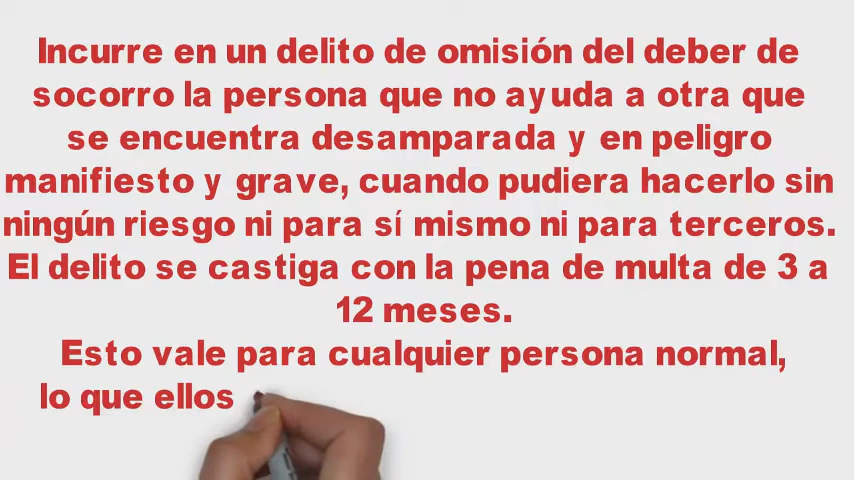 Incurre en un delito de omisión del deber de
socorro la persona que no ayuda a otra que
se encuentra desamparada y en peligro
manifiesto y grave, cuando pudiera hacerlo sin
ningún riesgo ni para sí mismo ni para terceros.
El delito se castiga con la pena de multa de 3 a
12 meses.
Esto vale para cualquier persona normal,
lo que ellos